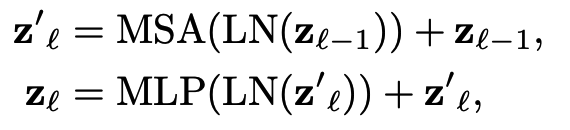 z′ℓ = MSA(LN(zℓ−1)) + zℓ−1,
zℓ = MLP(LN(z′ℓ)) + z′ℓ,